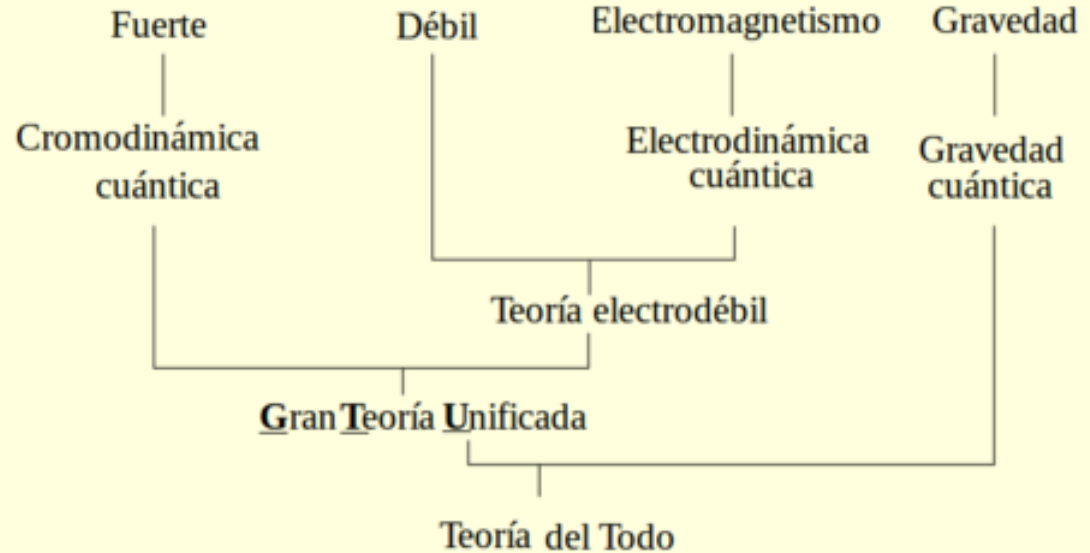 Fuerte
Débil
Electromagnetismo
Gravedad
Cromodinámica
cuántica
Electrodinámica
cuántica
Gravedad
cuántica
Teoría electrodébil
Gran Teoría Unificada
Teoría del Todo